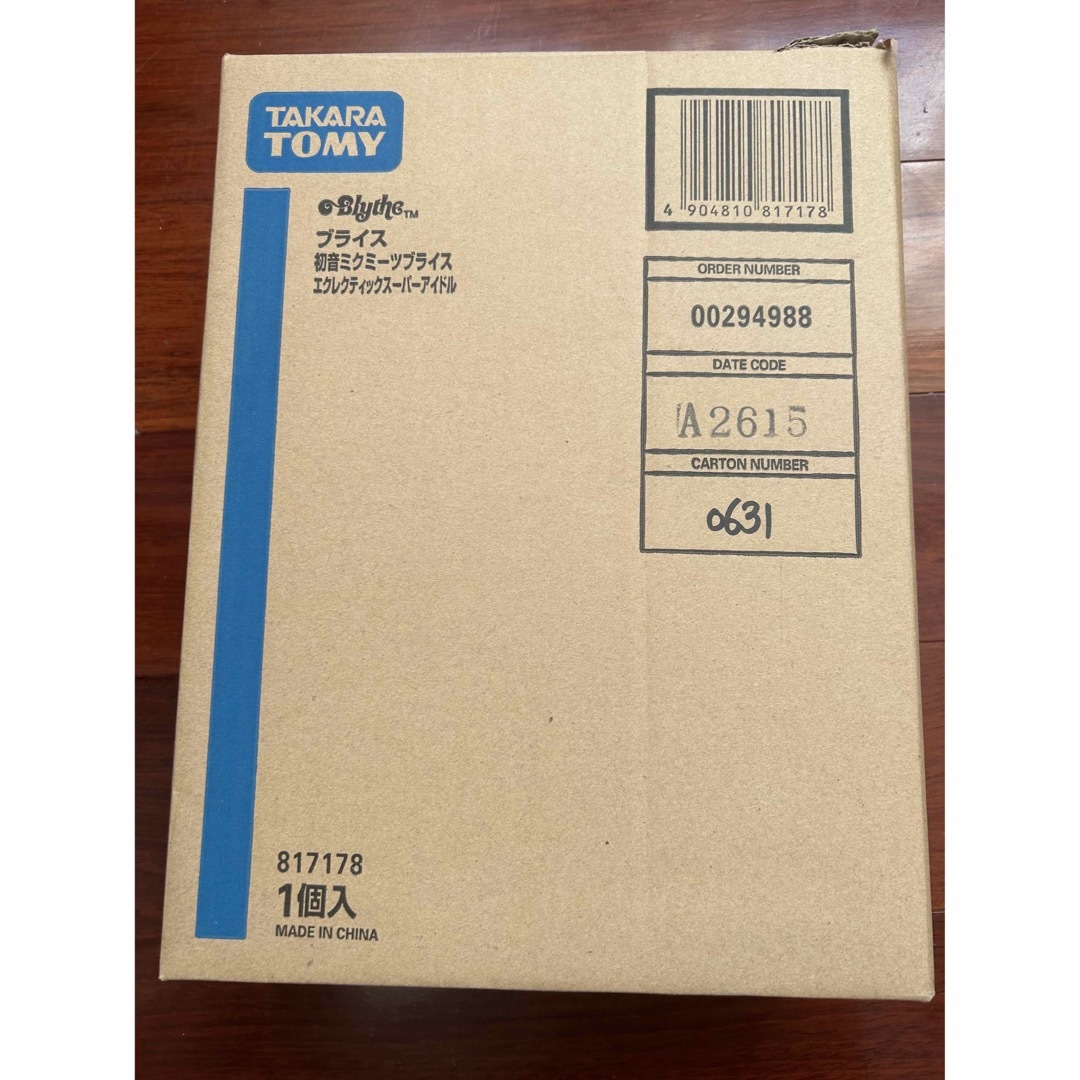 TAKARA
TOMY
Blythe™
ブライス
初音ミクミーツブライス
エクレクティックスーパーアイドル
4 904810 817178
ORDER NUMBER
00294988
DATE CODE
A2615
CARTON NUMBER
0631
817178
1個入
MADE IN CHINA